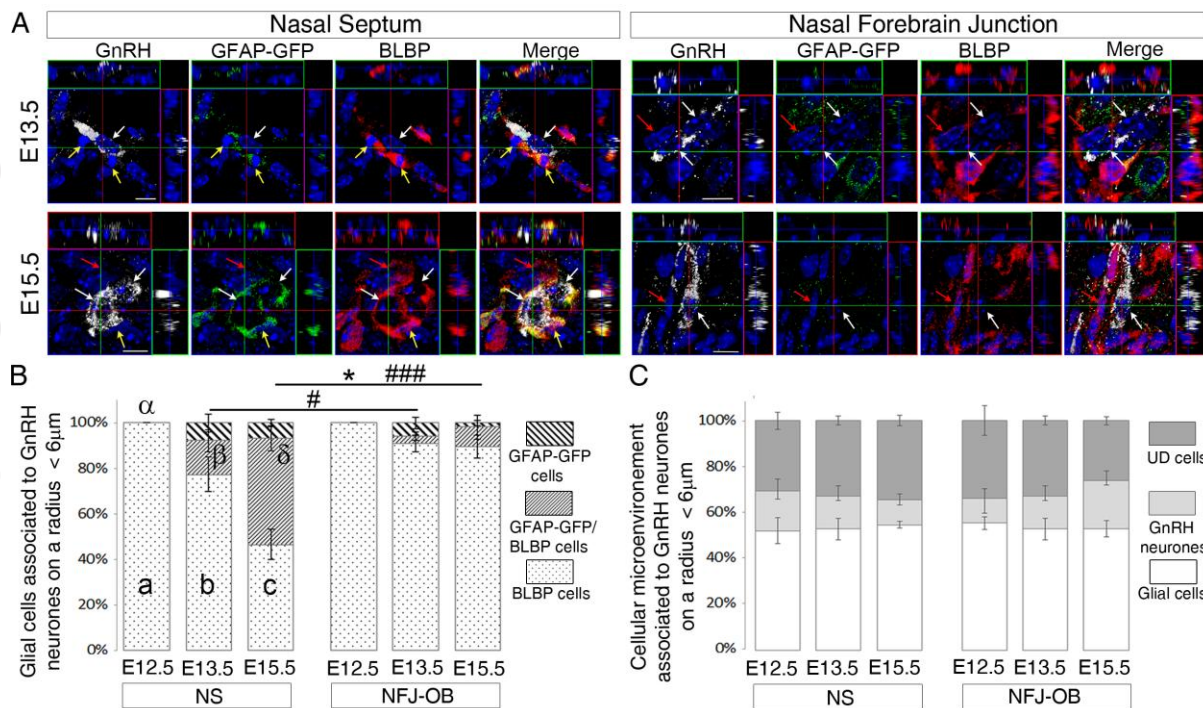 A
Nasal Septum
Nasal Forebrain Junction
GnRH GFAP-GFP BLBP Merge
GnRH GFAP-GFP BLBP Merge
E13.5
E15.5
B
Glial cells associated to GnRH
neurones on a radius < 6µm
100%
80%
60%
40%
20%
0%
* ###
#
α
β
δ
a
b
c
E12.5 E13.5 E15.5
E12.5 E13.5 E15.5
NS
NFJ-OB
GFAP-GFP
cells
GFAP-GFP/
BLBP cells
BLBP cells
C
Cellular microenvironement
associated to GnRH neurones
on a radius < 6µm
100%
80%
60%
40%
20%
0%
E12.5 E13.5 E15.5
E12.5 E13.5 E15.5
NS
NFJ-OB
UD cells
GnRH
neurones
Glial cells